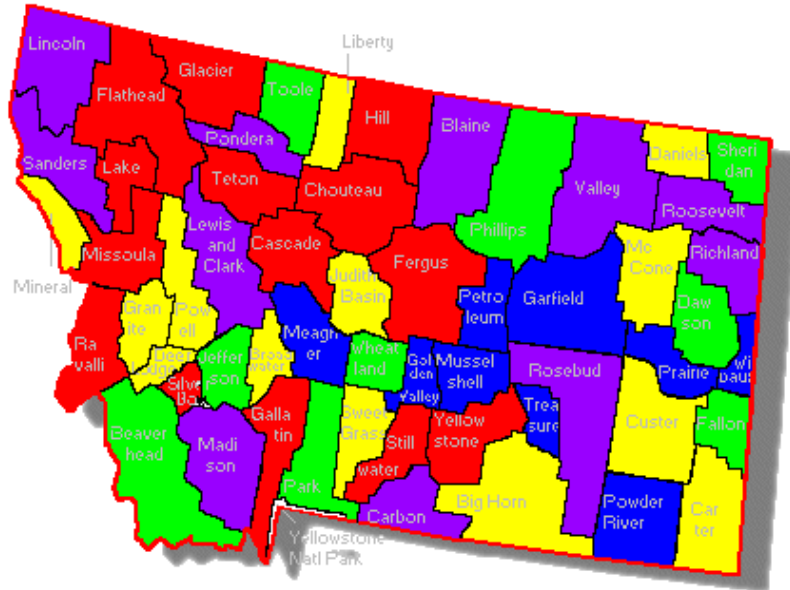 Liberty
Lincoln
Glacier
Flathead
Toole
Hill
Blaine
Pondera
Daniels
Sheri
dan
Sanders
Lake
Teton
Chouteau
Valley
Roosevelt
Lewis
and
Clark
Phillips
Missoula
Cascade
Fergus
Mc
Cone
Richland
Mineral
Judith
Basin
Petro
leum
Garfield
Daw
son
Gran
ite
Pow
ell
Meagh
er
Ra
valli
Deer
Lodge
Jeffer
son
Broad
water
Wheat
land
Gol
den
Valley
Mussel
shell
Rosebud
Prairie
Wi
baux
Silver
Bow
Galla
tin
Sweet
Grass
Still
water
Yellow
stone
Trea
sure
Custer
Fallon
Beaver
head
Madi
son
Park
Carbon
Big Horn
Powder
River
Car
ter
Yellowstone
Natl Park